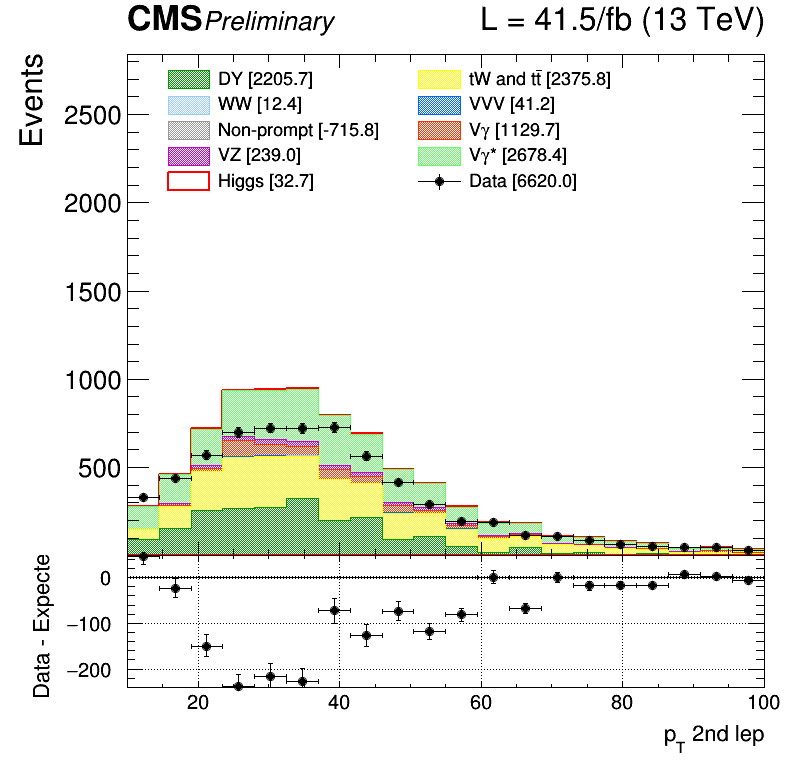 CMS Preliminary L = 41.5/fb (13 TeV)
Events
DY [2205.7]
WW [12.4]
Non-prompt [-715.8]
VZ [239.0]
Higgs [32.7]
tW and tt̄ [2375.8]
VVV [41.2]
Vγ [1129.7]
Vγ* [2678.4]
Data [6620.0]
2500
2000
1500
1000
500
Data - Expecte
0
−100
−200
20 40 60 80 100
pT 2nd lep